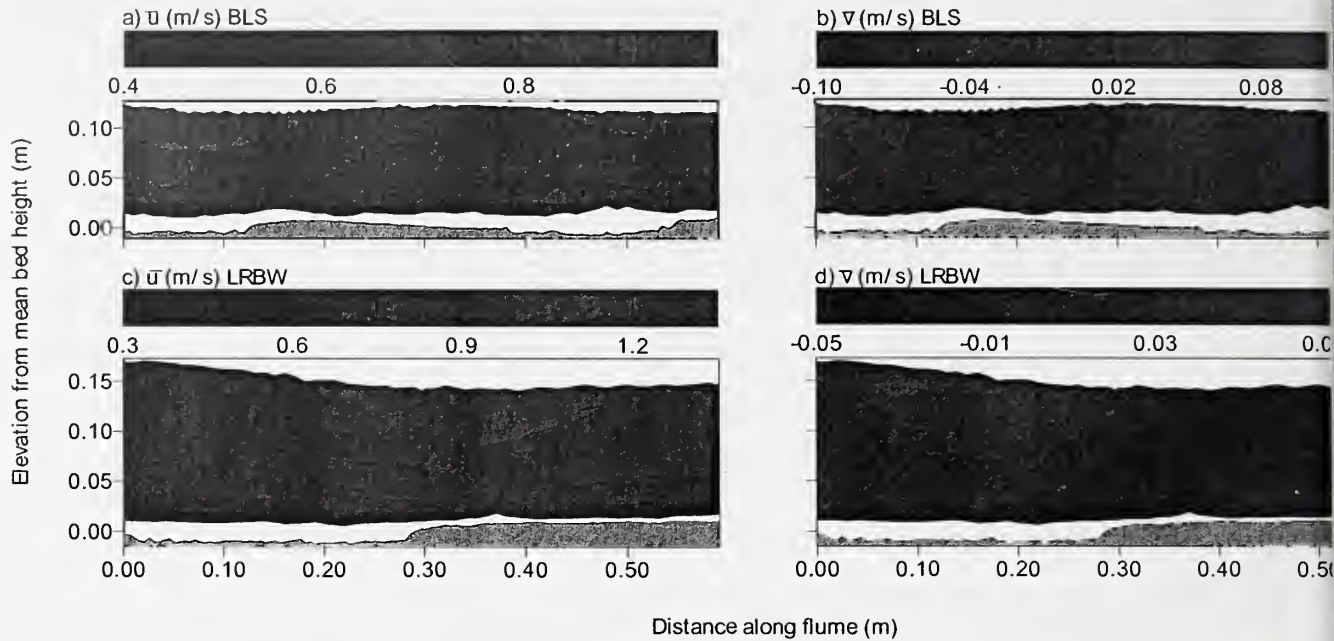 a) u̅ (m/s) BLS
0.4 0.6 0.8
0.10
0.05
0.00
b) v̅ (m/s) BLS
-0.10 -0.04 0.02 0.08
c) u̅ (m/s) LRBW
0.3 0.6 0.9 1.2
0.15
0.10
0.05
0.00
0.00 0.10 0.20 0.30 0.40 0.50
d) v̅ (m/s) LRBW
-0.05 -0.01 0.03
0.00 0.10 0.20 0.30 0.40
Elevation from mean bed height (m)
Distance along flume (m)